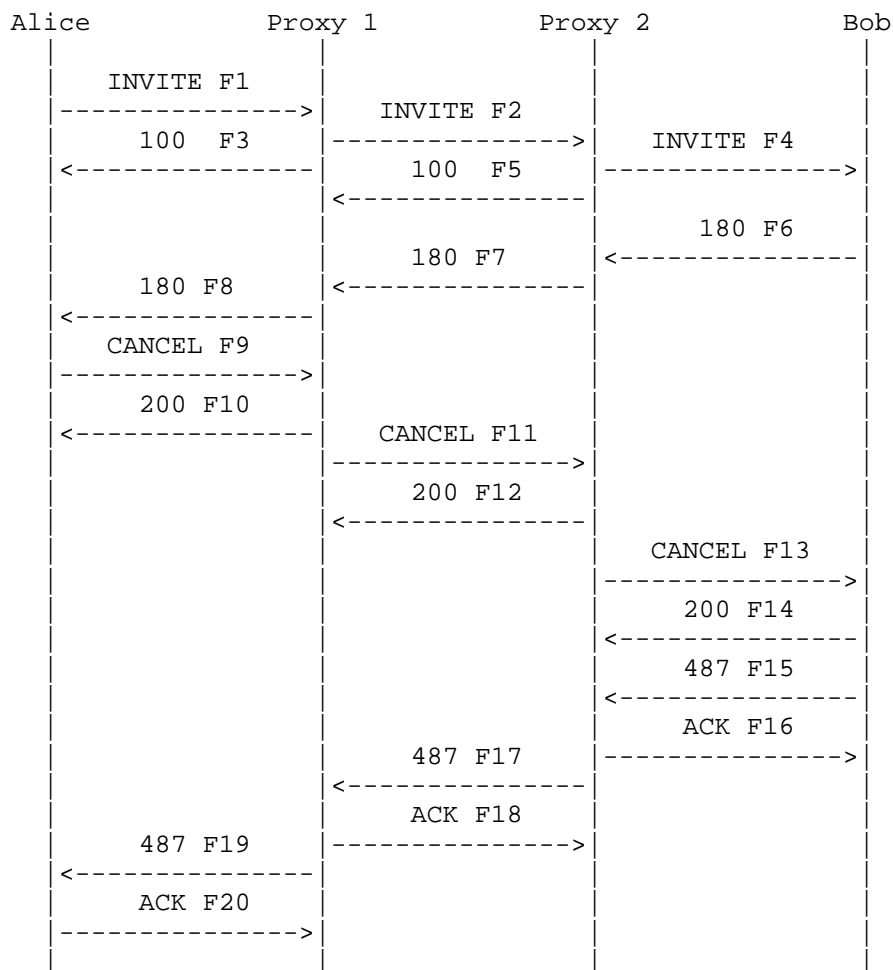 Alice Proxy 1 Proxy 2 Bob
INVITE F1
INVITE F2
100 F3
INVITE F4
100 F5
180 F6
180 F7
180 F8
CANCEL F9
200 F10
CANCEL F11
200 F12
CANCEL F13
200 F14
487 F15
ACK F16
487 F17
ACK F18
487 F19
ACK F20